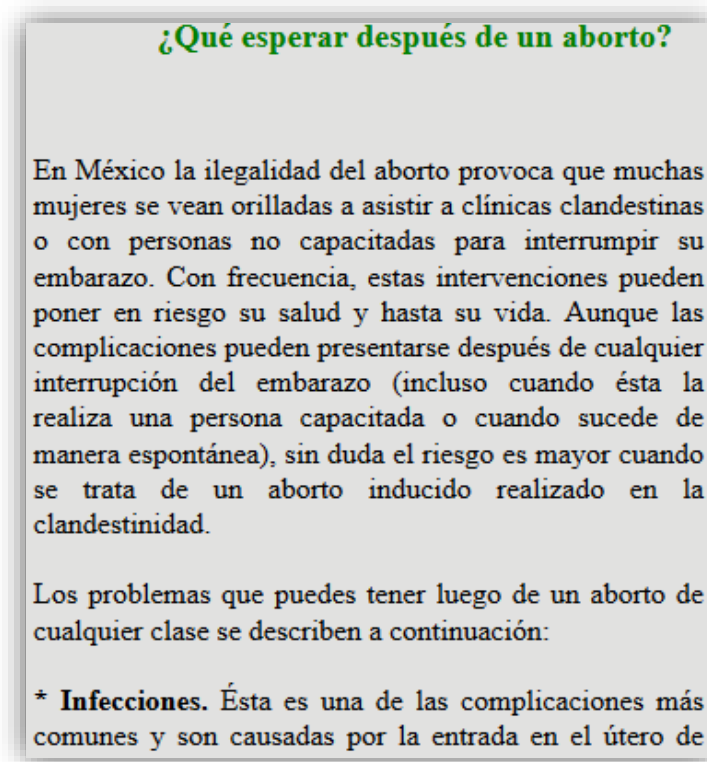 ¿Qué esperar después de un aborto?
En México la ilegalidad del aborto provoca que muchas
mujeres se vean orilladas a asistir a clínicas clandestinas
o con personas no capacitadas para interrumpir su
embarazo. Con frecuencia, estas intervenciones pueden
poner en riesgo su salud y hasta su vida. Aunque las
complicaciones pueden presentarse después de cualquier
interrupción del embarazo (incluso cuando ésta la
realiza una persona capacitada o cuando sucede de
manera espontánea), sin duda el riesgo es mayor cuando
se trata de un aborto inducido realizado en la
clandestinidad.
Los problemas que puedes tener luego de un aborto de
cualquier clase se describen a continuación:
* Infecciones. Ésta es una de las complicaciones más
comunes y son causadas por la entrada en el útero de